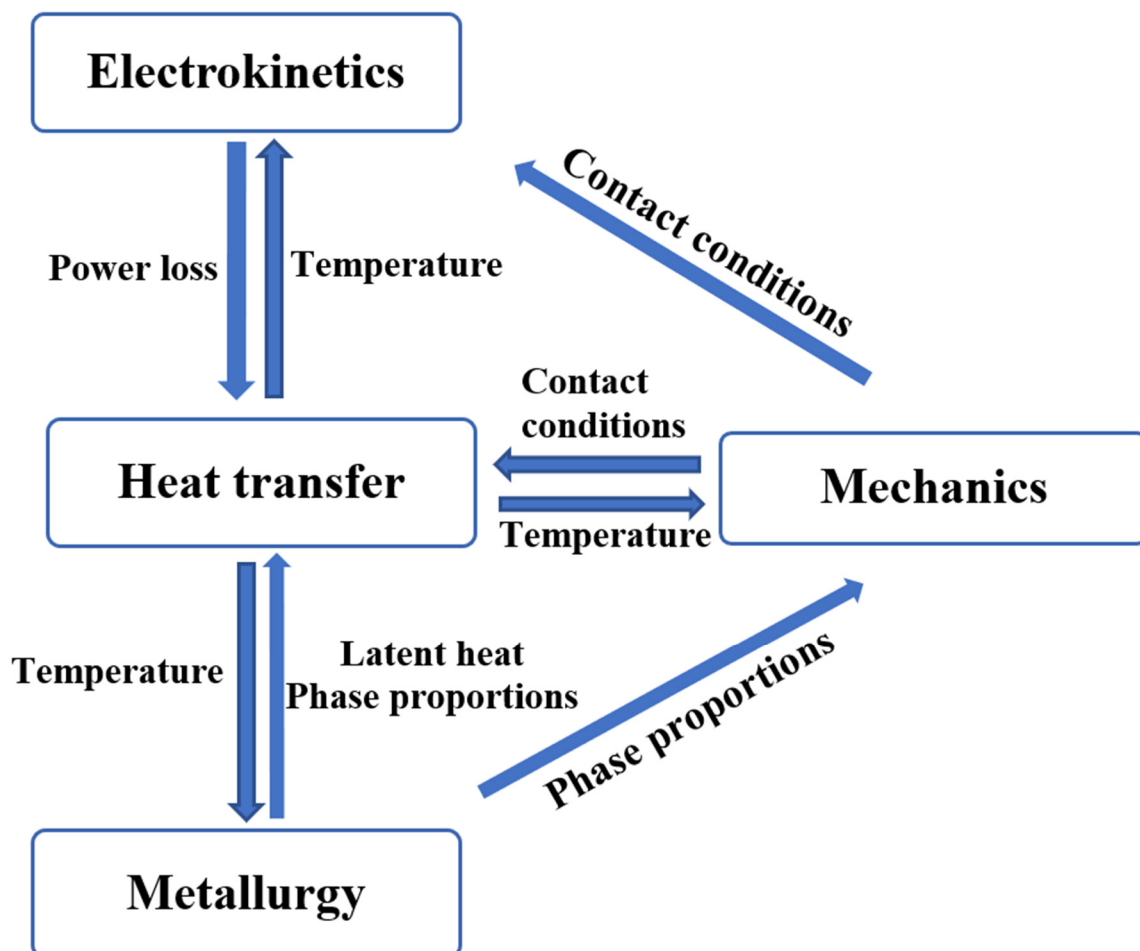 Electrokinetics
Contact conditions
Power loss
Temperature
Contact
conditions
Heat transfer
Mechanics
Temperature
Temperature
Latent heat
Phase proportions
Phase proportions
Metallurgy